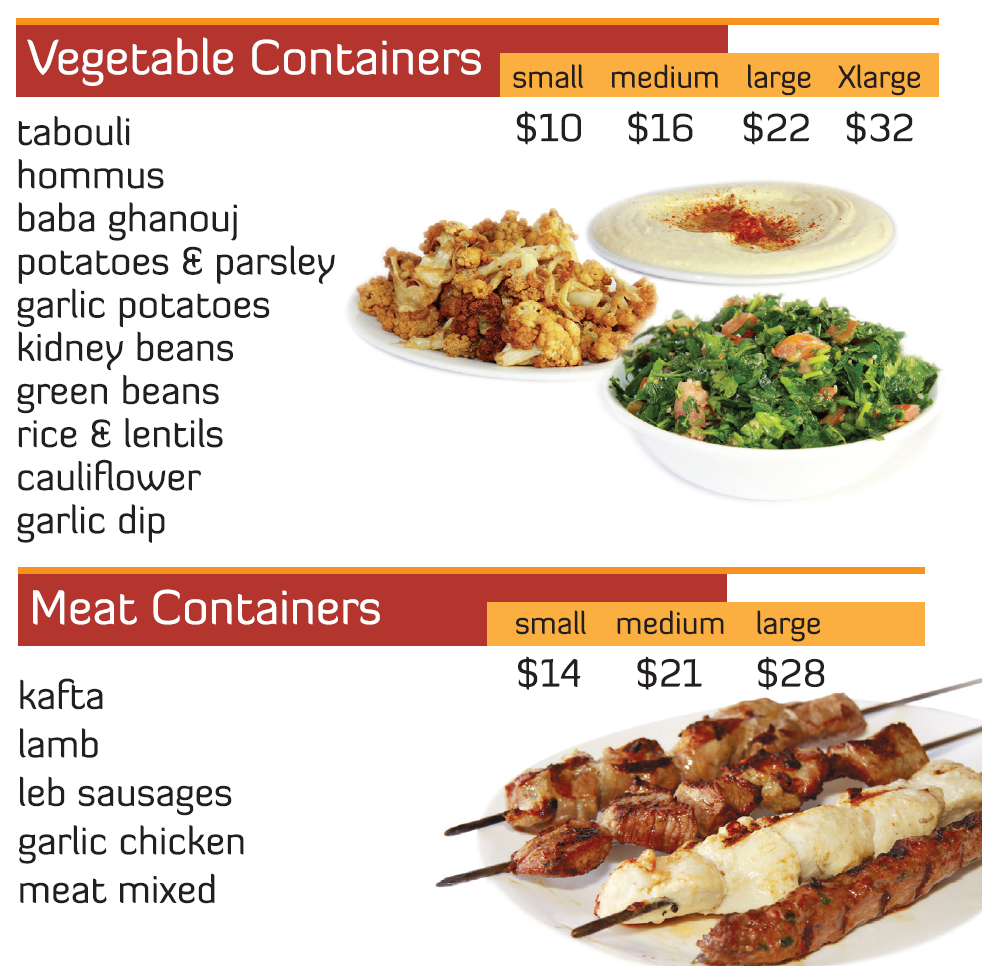 Vegetable Containers
small medium large Xlarge
$10 $16 $22 $32
tabouli
hommus
baba ghanouj
potatoes & parsley
garlic potatoes
kidney beans
green beans
rice & lentils
cauliflower
garlic dip
Meat Containers
small medium large
$14 $21 $28
kafta
lamb
leb sausages
garlic chicken
meat mixed